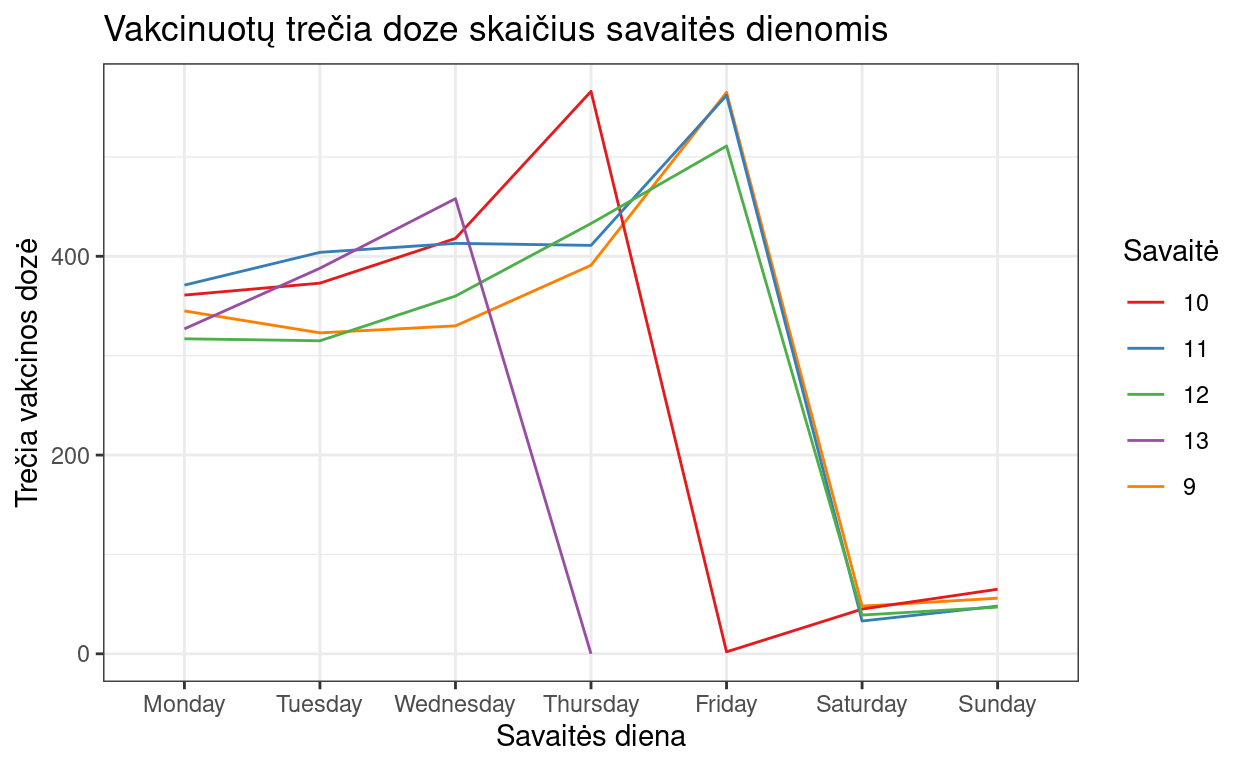 Vakcinuotų trečia doze skaičius savaitės dienomis
Trečia vakcinos dozė
400
200
0
Monday Tuesday Wednesday Thursday Friday Saturday Sunday
Savaitės diena
Savaitė
10
11
12
13
9